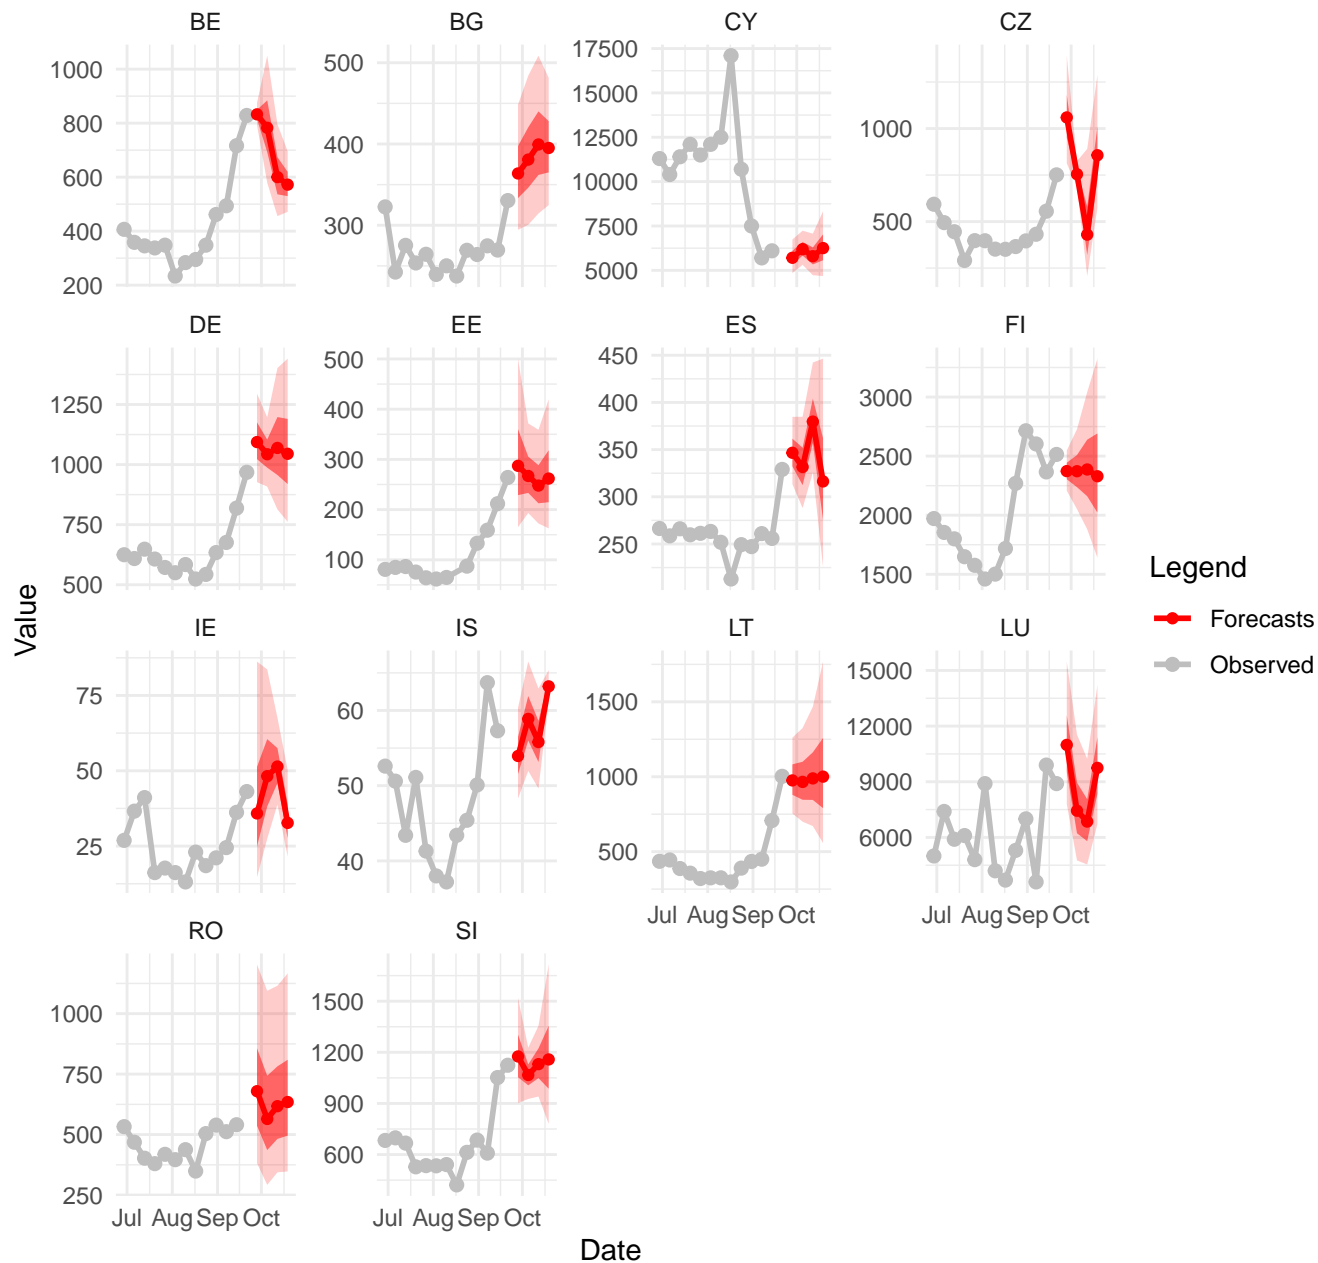 BE
BG
CY
CZ
1000
800
600
400
200
500
400
300
17500
15000
12500
10000
7500
5000
1000
500
DE
EE
ES
FI
1250
1000
750
500
500
400
300
200
100
450
400
350
300
250
3000
2500
2000
1500
IE
IS
LT
LU
75
50
25
60
50
40
1500
1000
500
15000
12000
9000
6000
Jul Aug Sep Oct
Jul Aug Sep Oct
RO
SI
1000
750
500
250
1500
1200
900
600
Jul Aug Sep Oct
Jul Aug Sep Oct
Value
Date
Legend
Forecasts
Observed